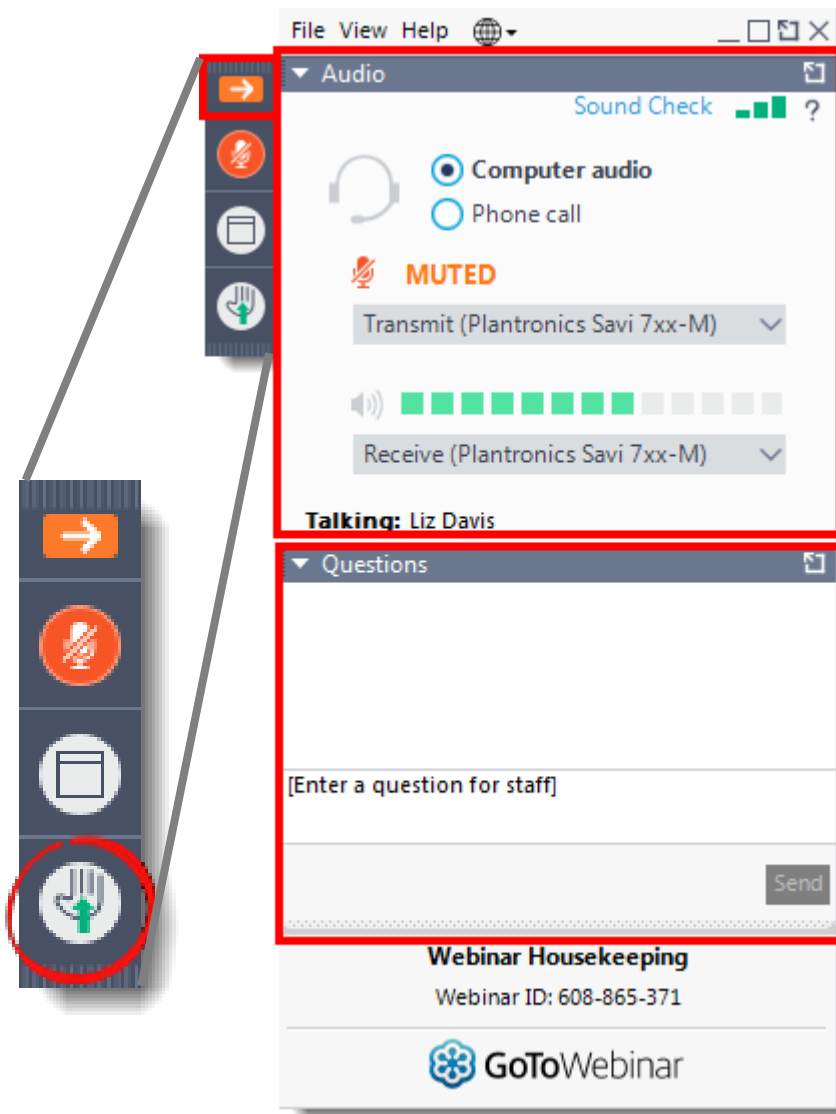 File View Help
Audio
Sound Check ?
Computer audio
Phone call
MUTED
Transmit (Plantronics Savi 7xx-M)
Receive (Plantronics Savi 7xx-M)
Talking: Liz Davis
Questions
[Enter a question for staff]
Send
Webinar Housekeeping
Webinar ID: 608-865-371
GoToWebinar